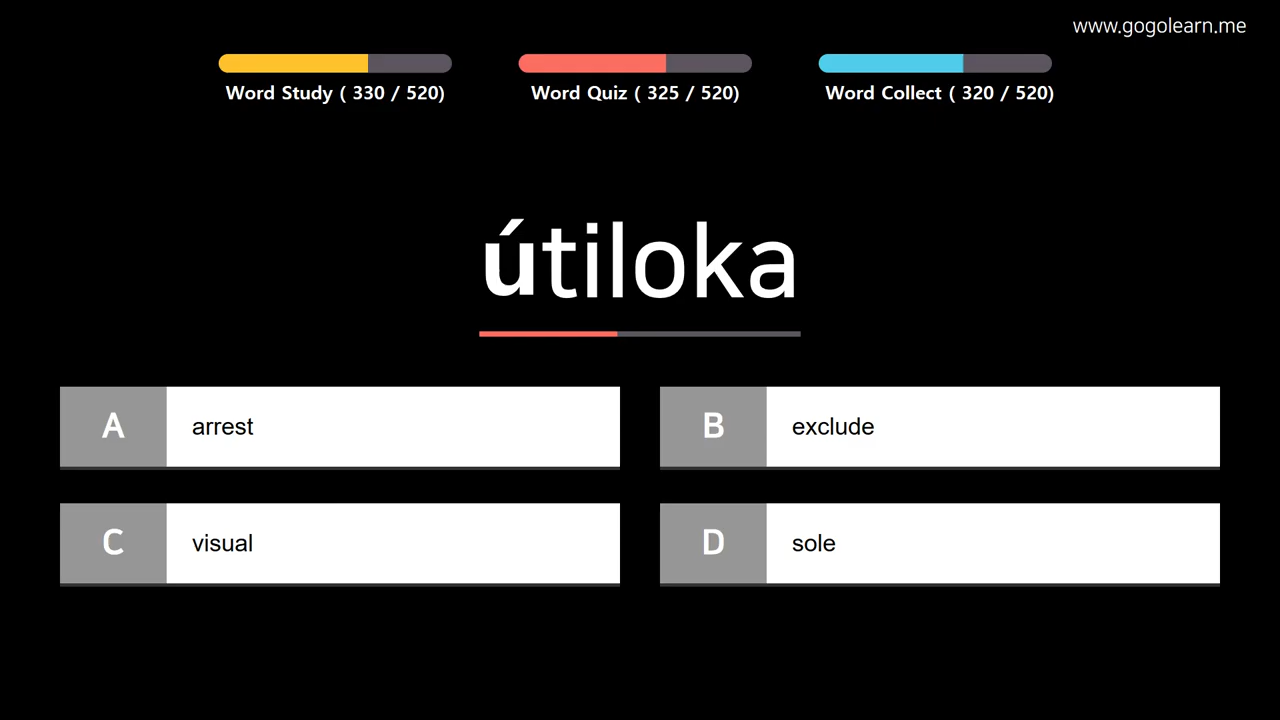 www.gogolearn.me
Word Study ( 330 / 520)
Word Quiz ( 325 / 520)
Word Collect ( 320 / 520)
útiloka
A arrest
B exclude
C visual
D sole